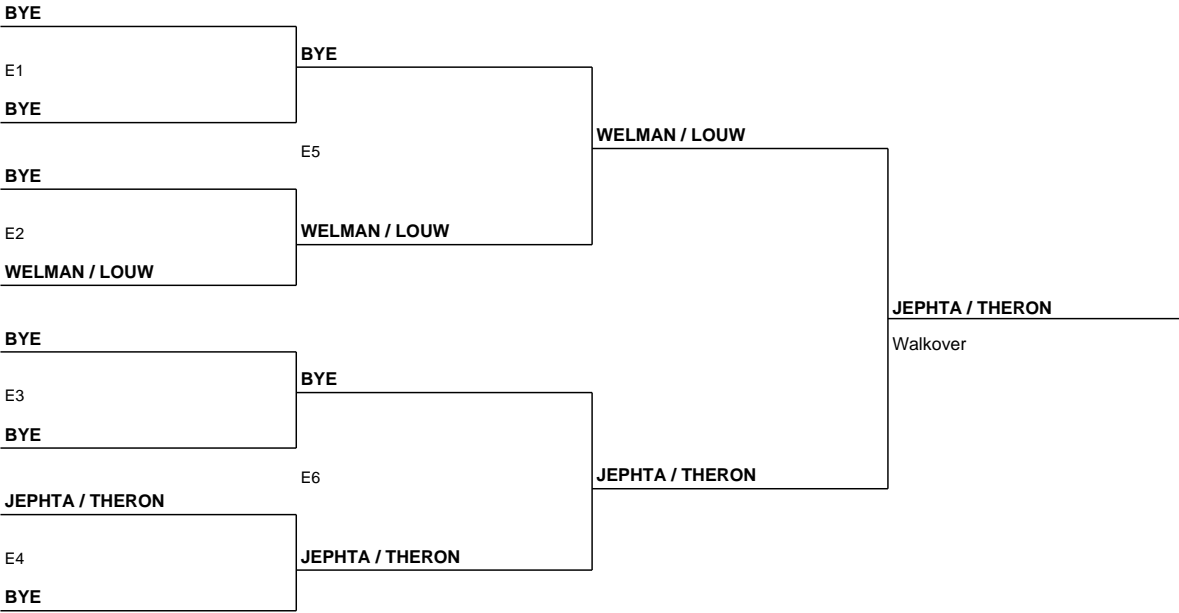 BYE
E1
BYE
BYE
E5
BYE
E2
WELMAN / LOUW
WELMAN / LOUW
WELMAN / LOUW
BYE
E3
BYE
BYE
E6
JEPHTA / THERON
E4
BYE
JEPHTA / THERON
JEPHTA / THERON
JEPHTA / THERON
Walkover